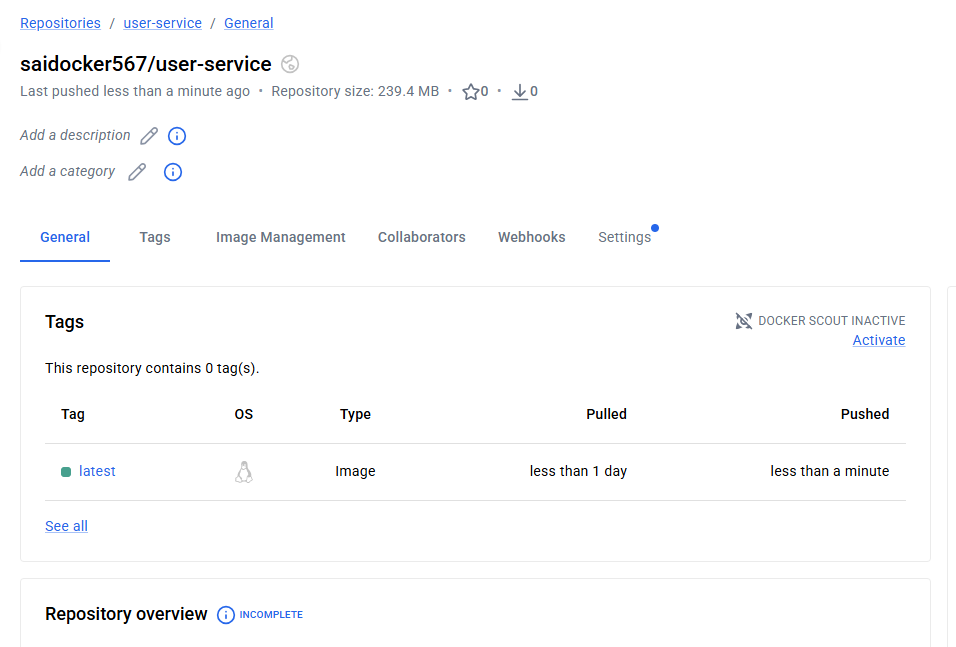 Repositories / user-service / General
saidocker567/user-service
Last pushed less than a minute ago • Repository size: 239.4 MB • 0 • 0
Add a description
Add a category
General Tags Image Management Collaborators Webhooks Settings
Tags
DOCKER SCOUT INACTIVE
Activate
This repository contains 0 tag(s).
Tag OS Type Pulled Pushed
latest Image less than 1 day less than a minute
See all
Repository overview INCOMPLETE